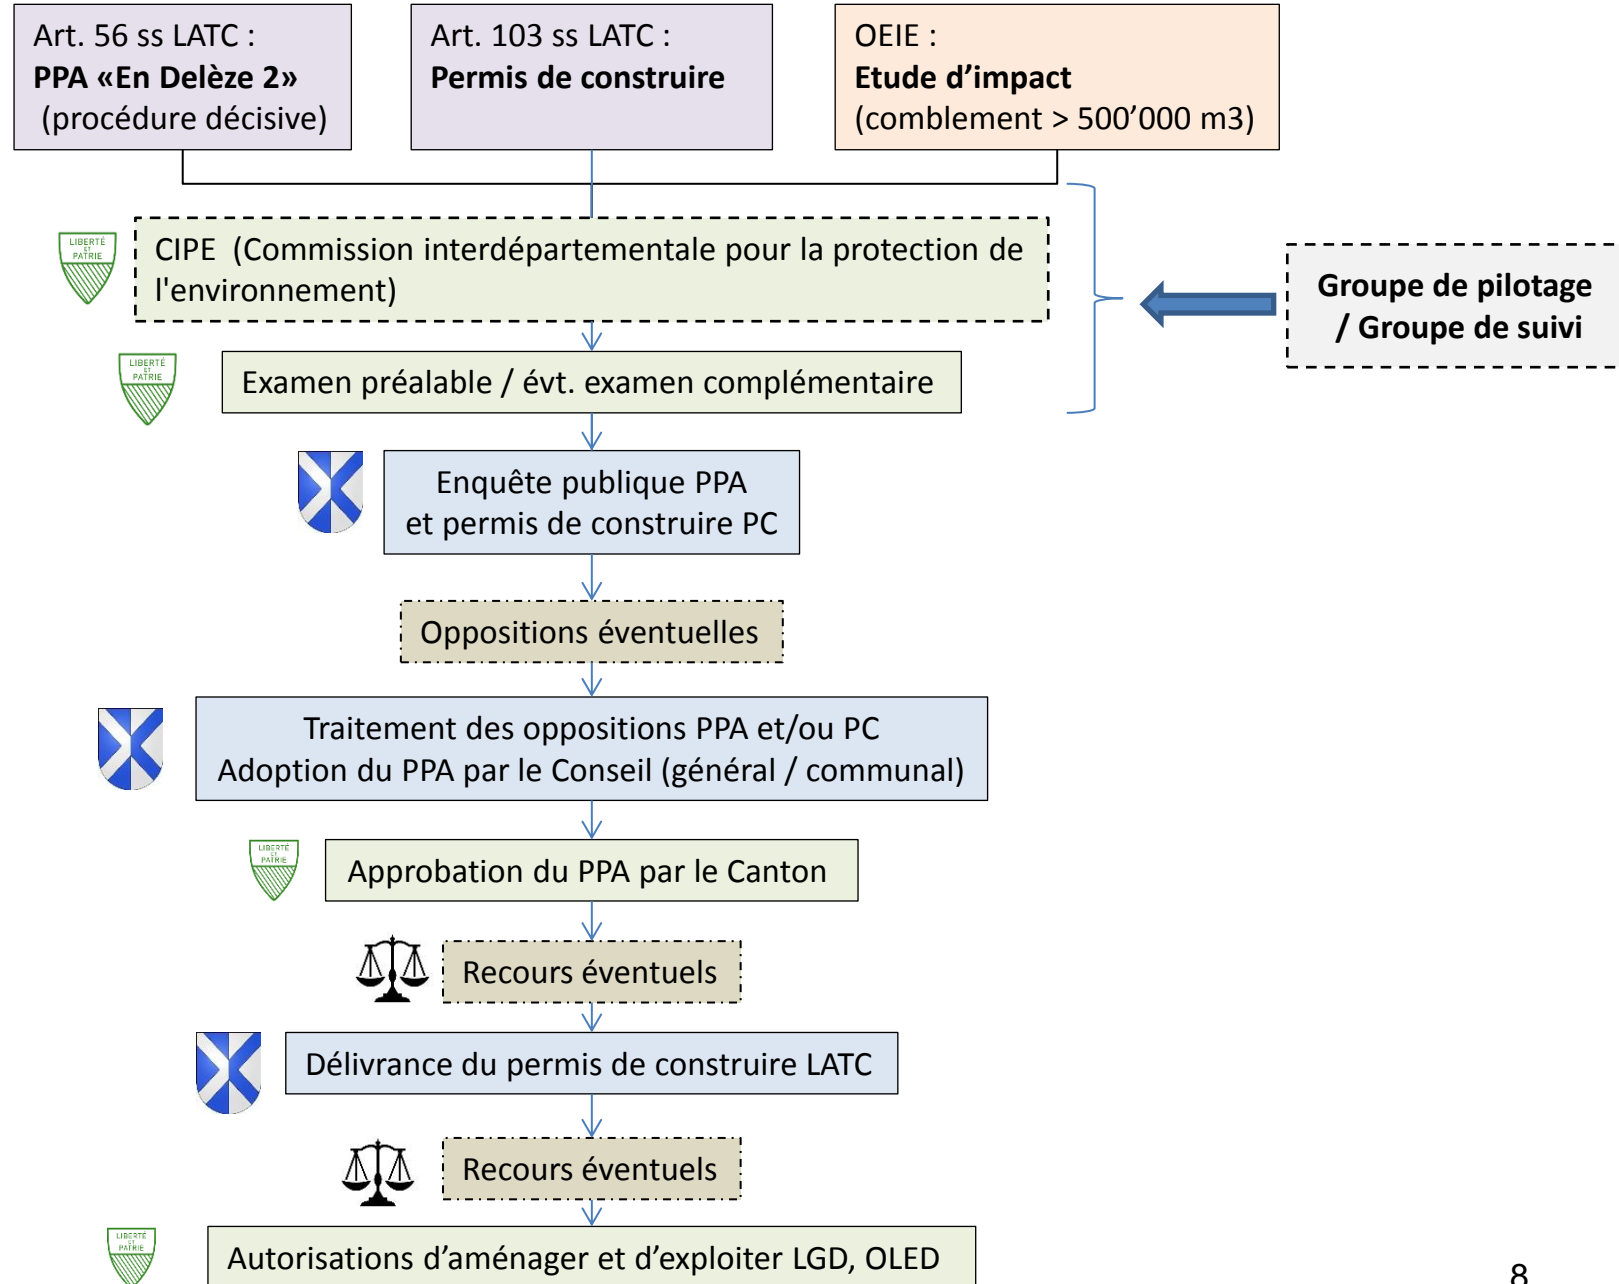 Art. 56 ss LATC :
PPA «En Delèze 2»
(procédure décisive)
Art. 103 ss LATC :
Permis de construire
OEIE :
Etude d’impact
(comblement > 500’000 m3)
LIBERTÉ
ET
PATRIE
CIPE (Commission interdépartementale pour la protection de
l'environnement)
Groupe de pilotage
/ Groupe de suivi
LIBERTÉ
ET
PATRIE
Examen préalable / évt. examen complémentaire
Enquête publique PPA
et permis de construire PC
Oppositions éventuelles
Traitement des oppositions PPA et/ou PC
Adoption du PPA par le Conseil (général / communal)
LIBERTÉ
ET
PATRIE
Approbation du PPA par le Canton
Recours éventuels
Délivrance du permis de construire LATC
Recours éventuels
LIBERTÉ
ET
PATRIE
Autorisations d’aménager et d’exploiter LGD, OLED
8